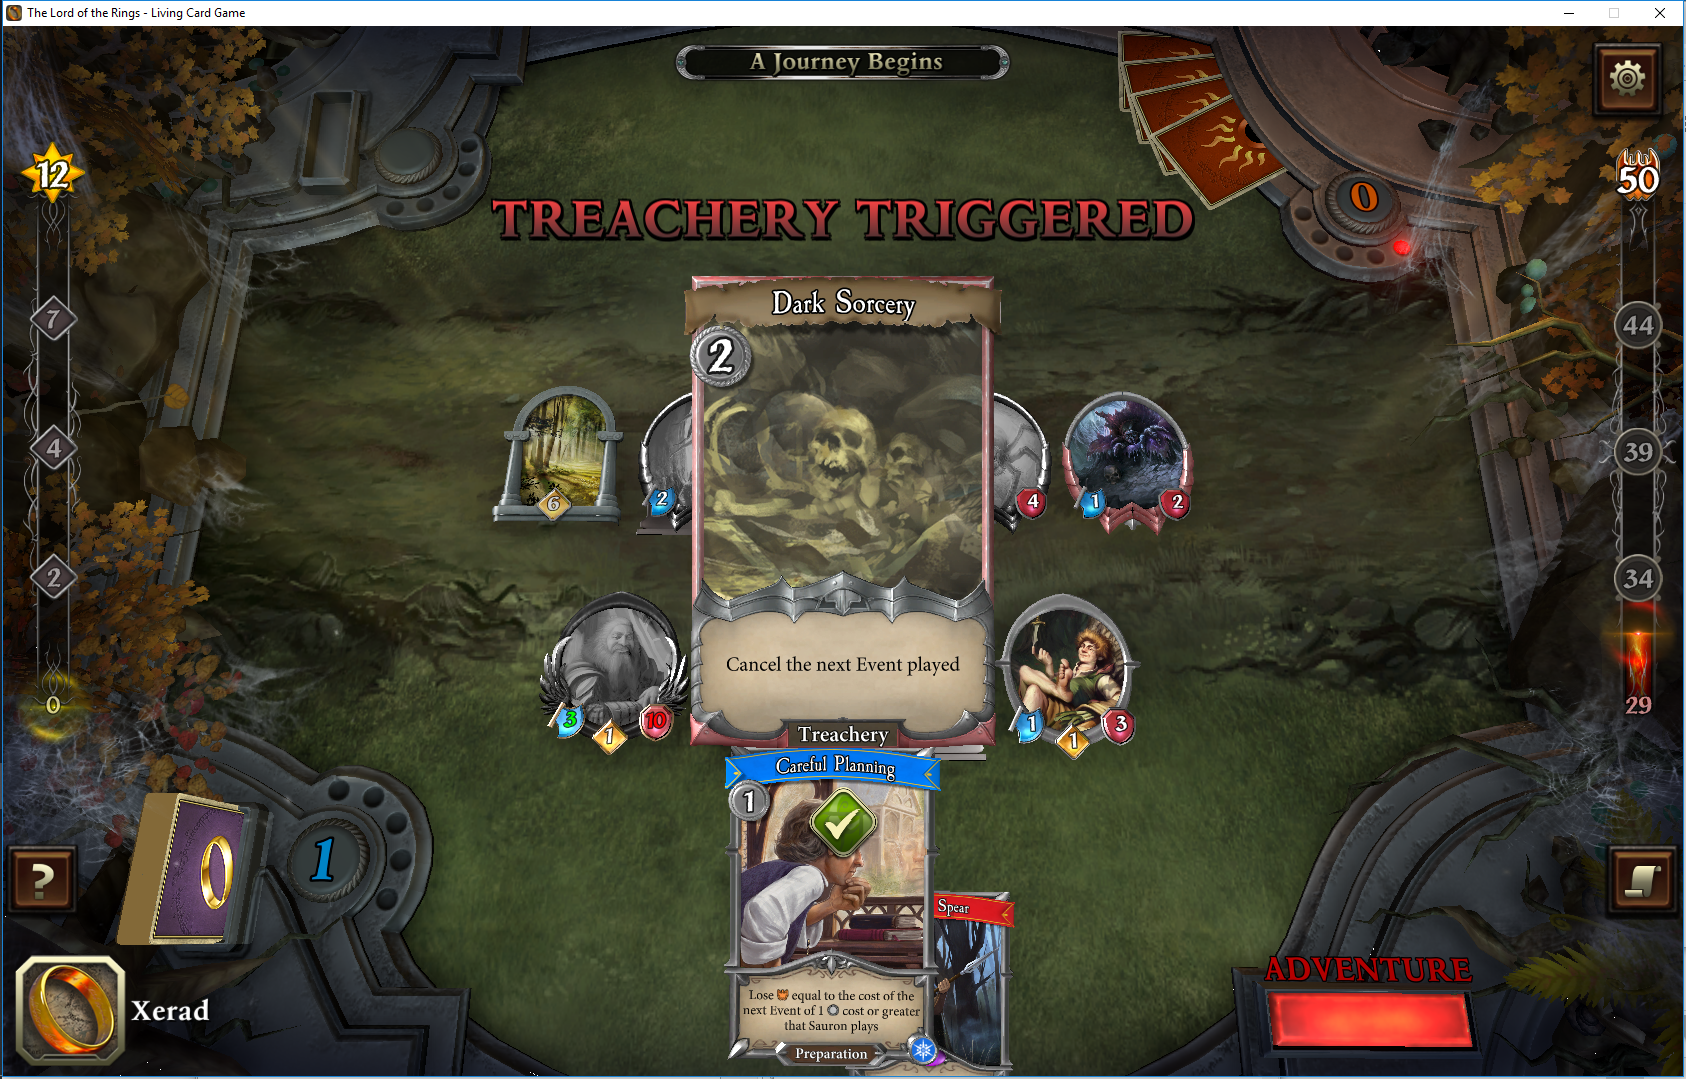 The Lord of the Rings - Living Card Game
A Journey Begins
12
50
0
TREACHERY TRIGGERED
Dark Sorcery
2
7
44
4
39
6
2
4
1
2
2
34
Cancel the next Event played
0
29
3
1
10
1
1
3
Treachery
Careful Planning
1
1
?
Spear
ADVENTURE
Xerad
Lose equal to the cost of the
next Event of 1 cost or greater
that Sauron plays
Preparation